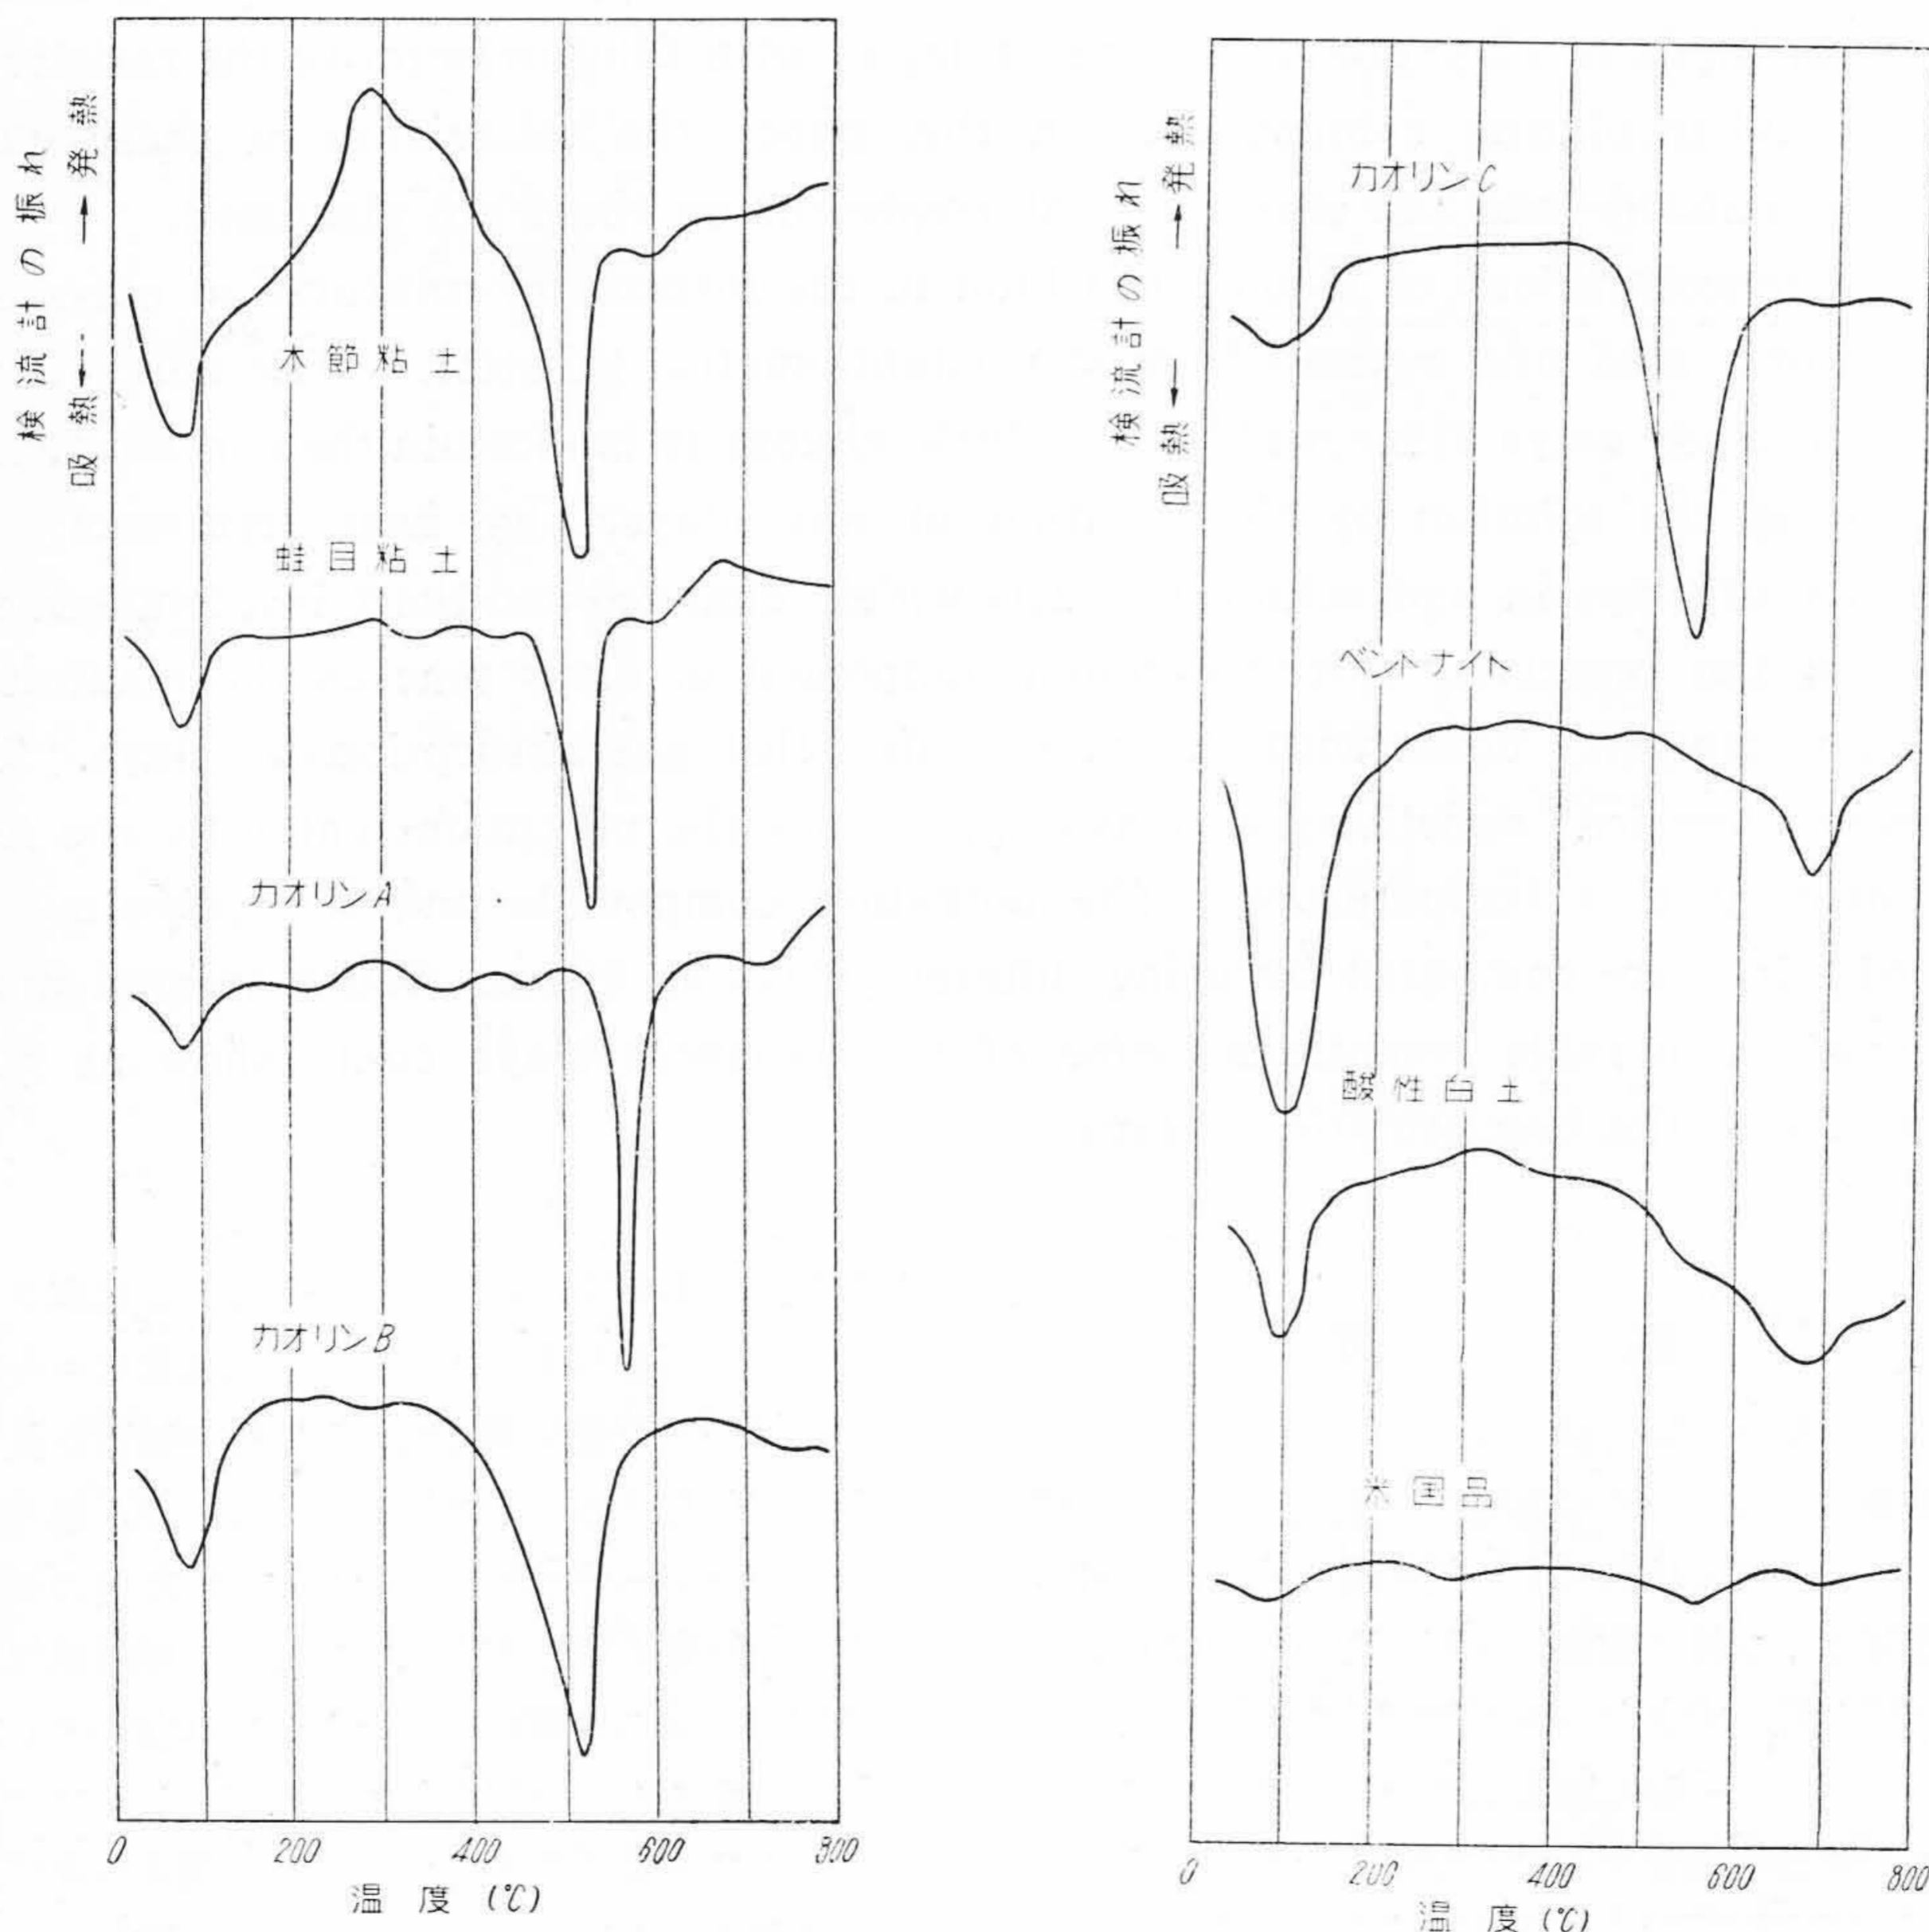 検流計の振れ
吸熱 ← → 発熱
木節粘土
蛙目粘土
カオリンA
カオリンB
0 200 400 600 800
温度 (℃)
検流計の振れ
吸熱 ← → 発熱
カオリンC
ベントナイト
酸性白土
米国品
0 200 400 600 800
温度 (℃)